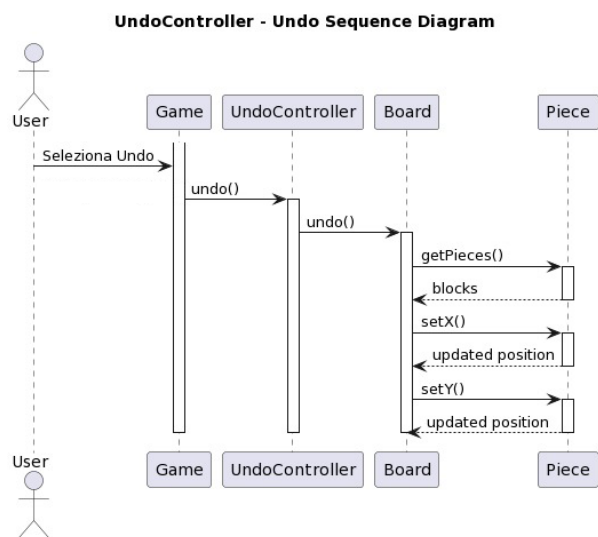 UndoController - Undo Sequence Diagram
User
Game
UndoController
Board
Piece
Seleziona Undo
undo()
undo()
getPieces()
blocks
setX()
updated position
setY()
updated position
User
Game
UndoController
Board
Piece